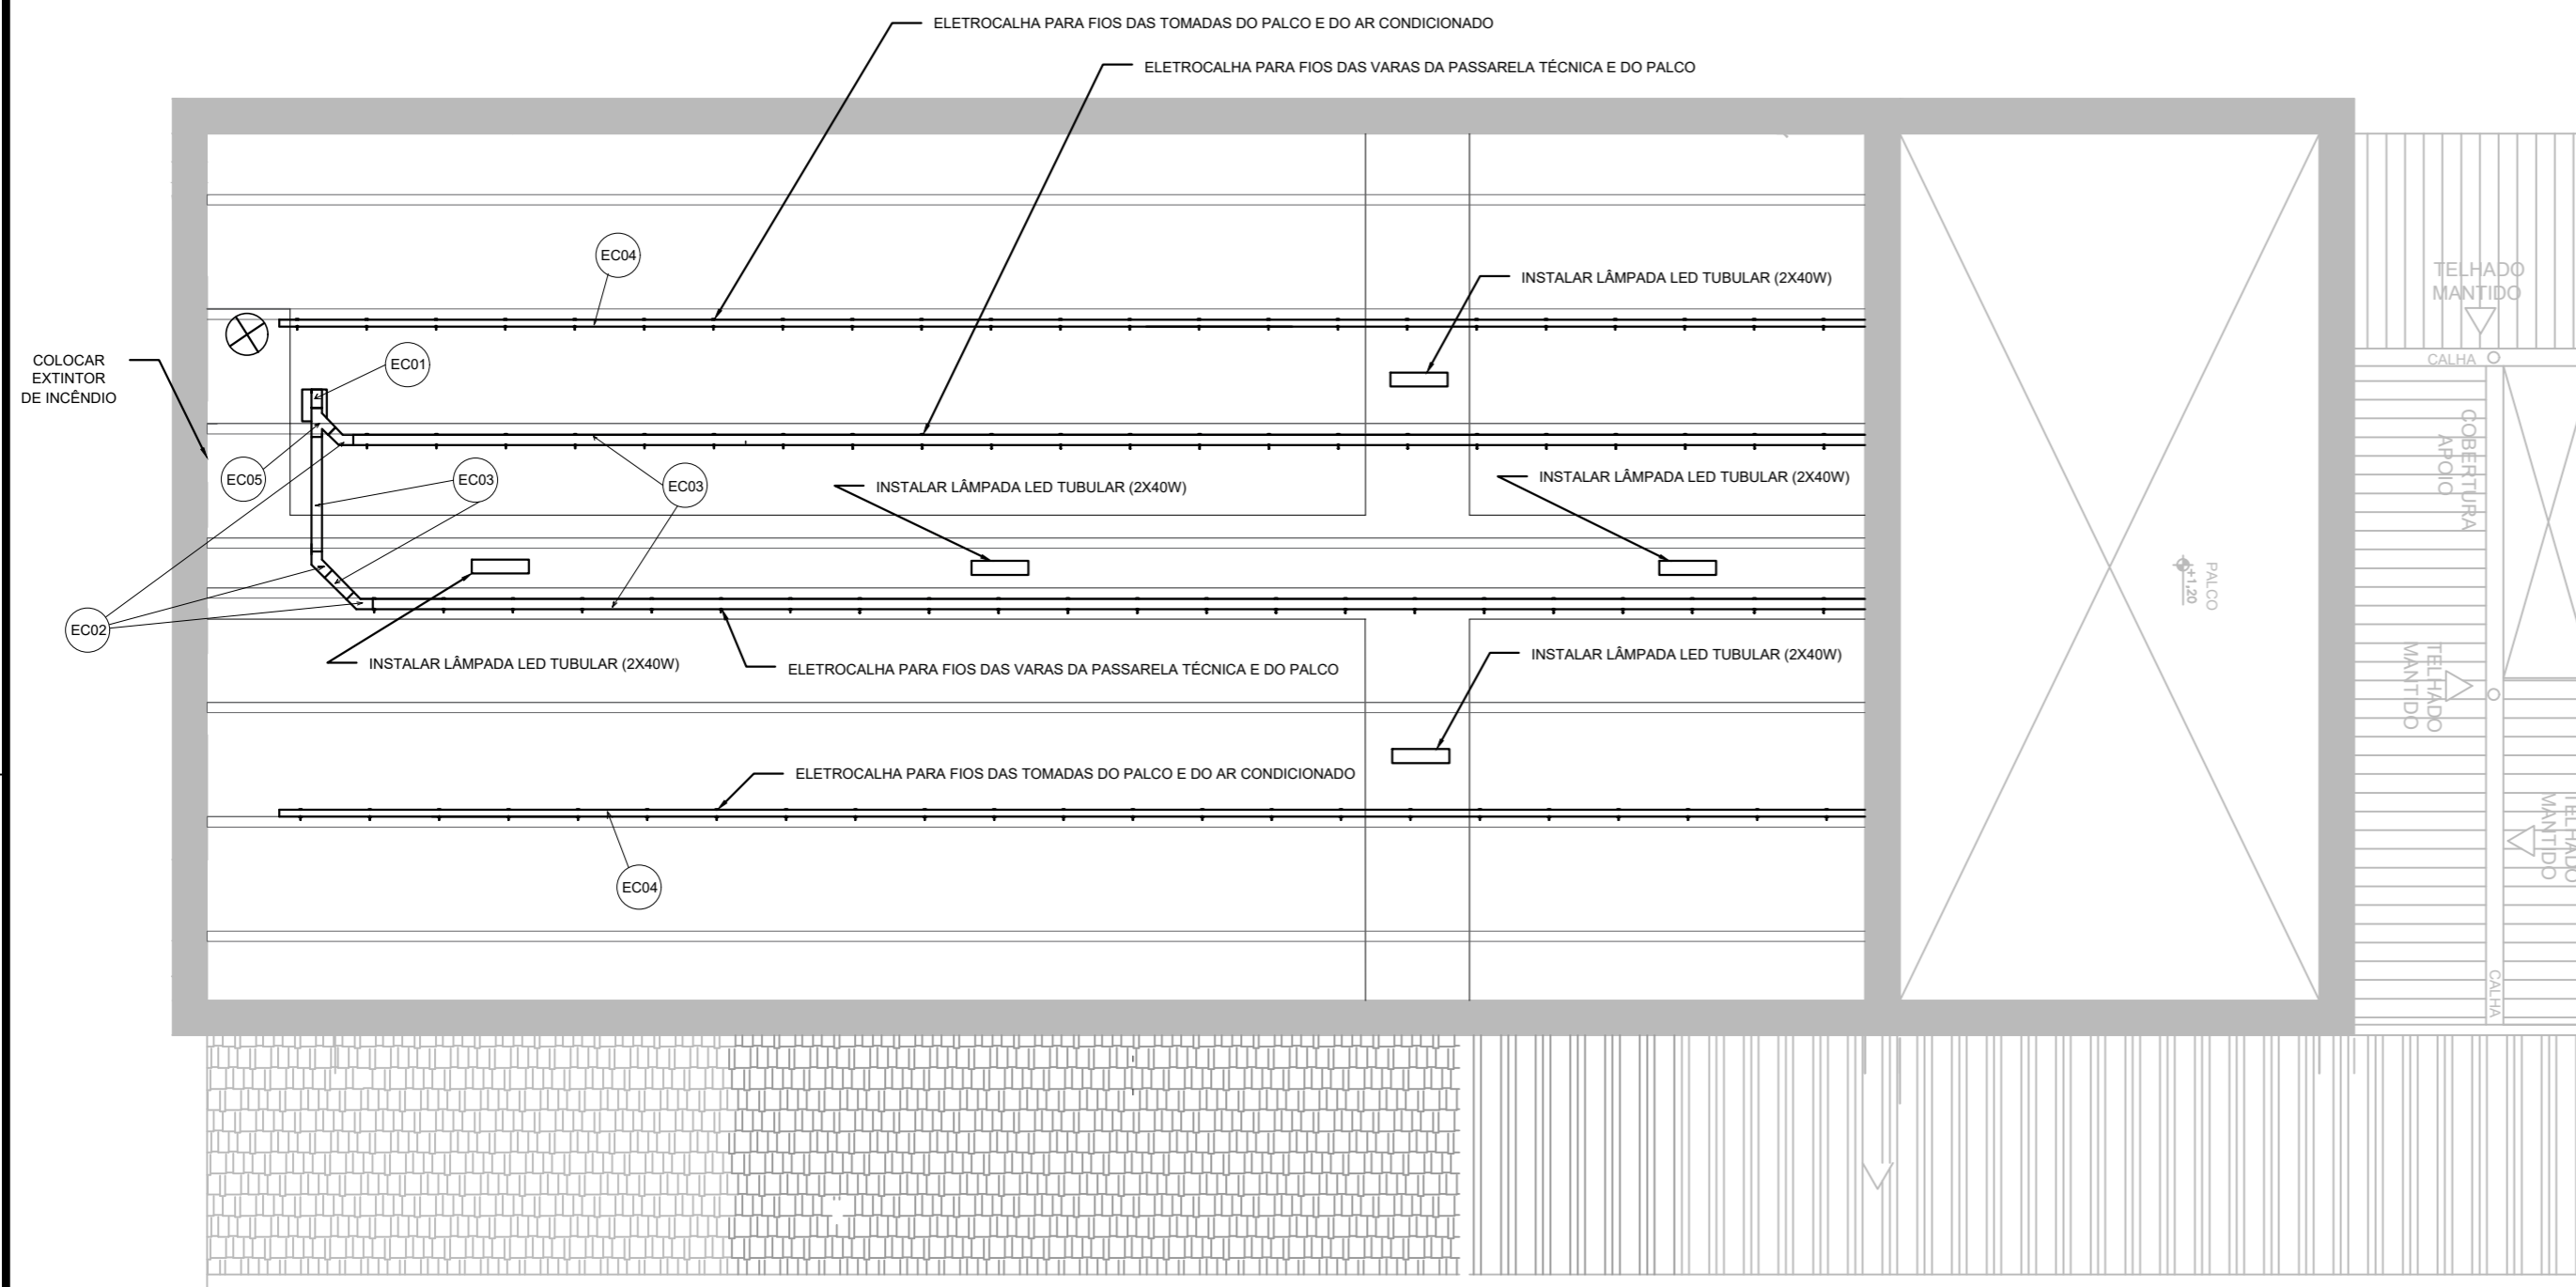 ELETROCALHA PARA FIOS DAS TOMADAS DO PALCO E DO AR CONDICIONADO
ELETROCALHA PARA FIOS DAS VARAS DA PASSARELA TÉCNICA E DO PALCO
EC04
INSTALAR LÂMPADA LED TUBULAR (2X40W)
TELHADO
MANTIDO
COLOCAR
EXTINTOR
DE INCÊNDIO
EC01
CALHA
COBERTURA
APOIO
EC05
EC03
EC03
INSTALAR LÂMPADA LED TUBULAR (2X40W)
INSTALAR LÂMPADA LED TUBULAR (2X40W)
PALCO
+1,20
EC02
INSTALAR LÂMPADA LED TUBULAR (2X40W)
ELETROCALHA PARA FIOS DAS VARAS DA PASSARELA TÉCNICA E DO PALCO
INSTALAR LÂMPADA LED TUBULAR (2X40W)
TELHADO
MANTIDO
ELETROCALHA PARA FIOS DAS TOMADAS DO PALCO E DO AR CONDICIONADO
TELHADO
MANTIDO
EC04
CALHA